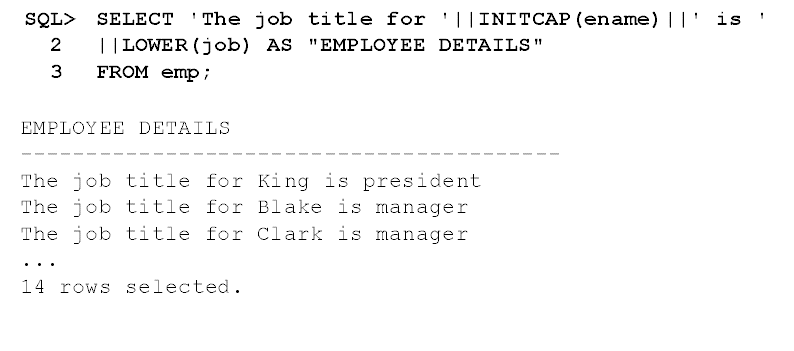 SQL> SELECT 'The job title for '||INITCAP(ename)||' is '
2 ||LOWER(job) AS "EMPLOYEE DETAILS"
3 FROM emp;
EMPLOYEE DETAILS
-----------------------------------------
The job title for King is president
The job title for Blake is manager
The job title for Clark is manager
...
14 rows selected.